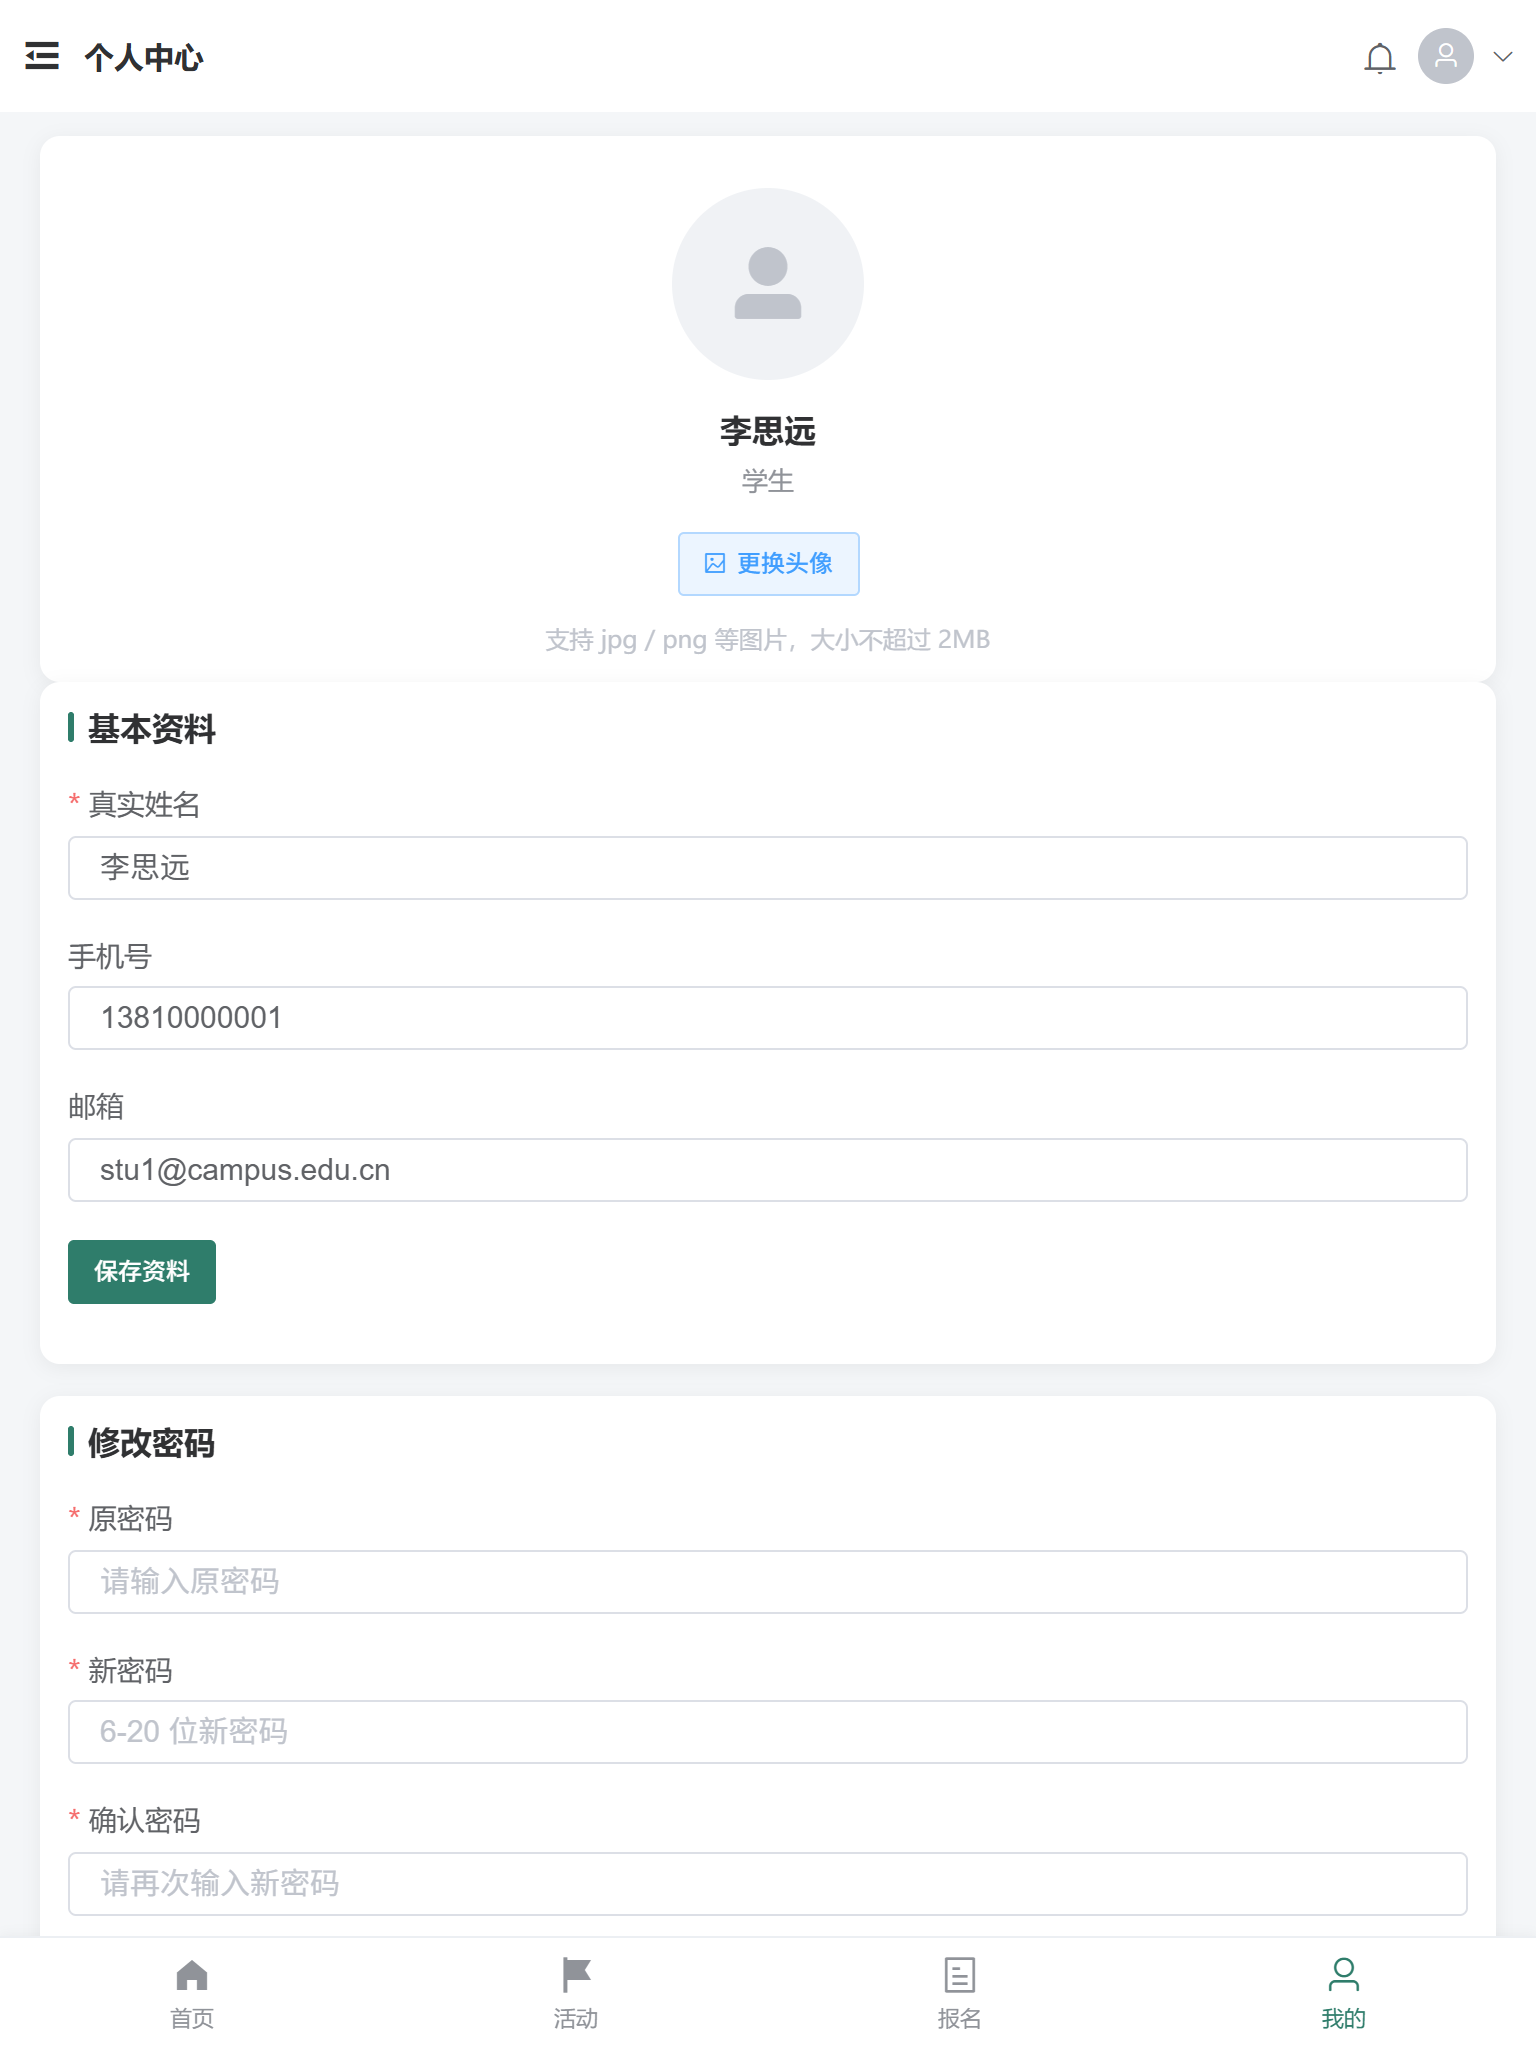 个人中心
李思远
学生
更换头像
支持 jpg / png 等图片，大小不超过 2MB
基本资料
* 真实姓名
李思远
手机号
13810000001
邮箱
stu1@campus.edu.cn
保存资料
修改密码
* 原密码
请输入原密码
* 新密码
6-20 位新密码
* 确认密码
请再次输入新密码
首页
活动
报名
我的